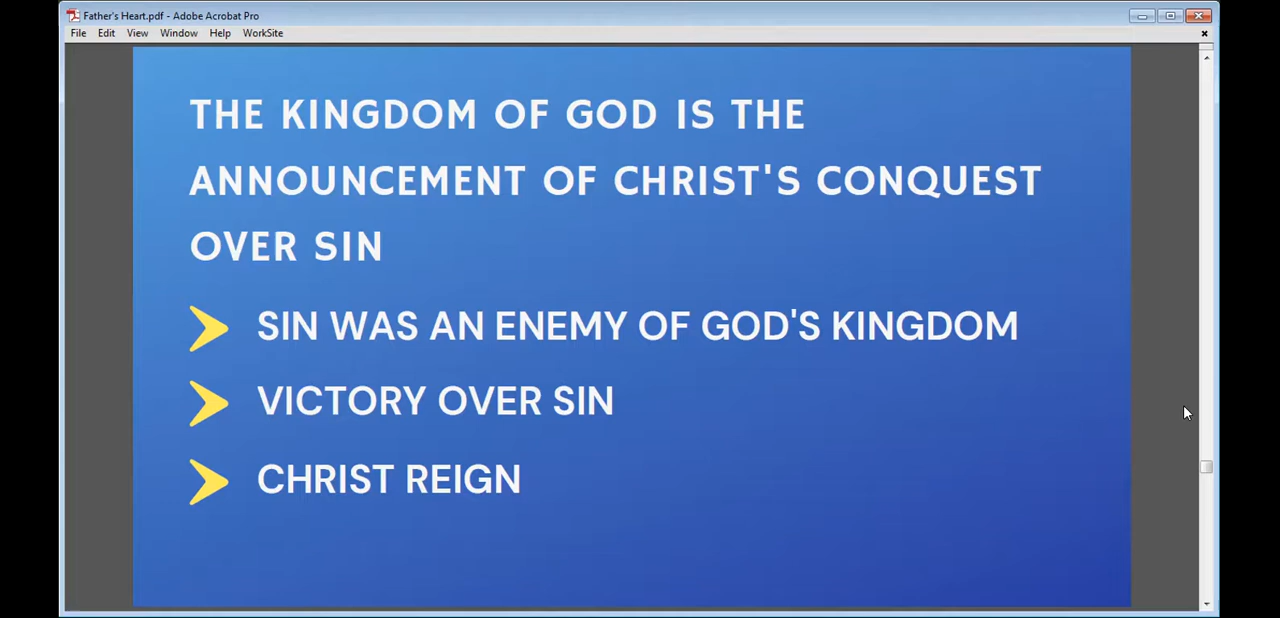 Father's Heart.pdf - Adobe Acrobat Pro
File Edit View Window Help WorkSite
THE KINGDOM OF GOD IS THE
ANNOUNCEMENT OF CHRIST'S CONQUEST
OVER SIN
SIN WAS AN ENEMY OF GOD'S KINGDOM
VICTORY OVER SIN
CHRIST REIGN